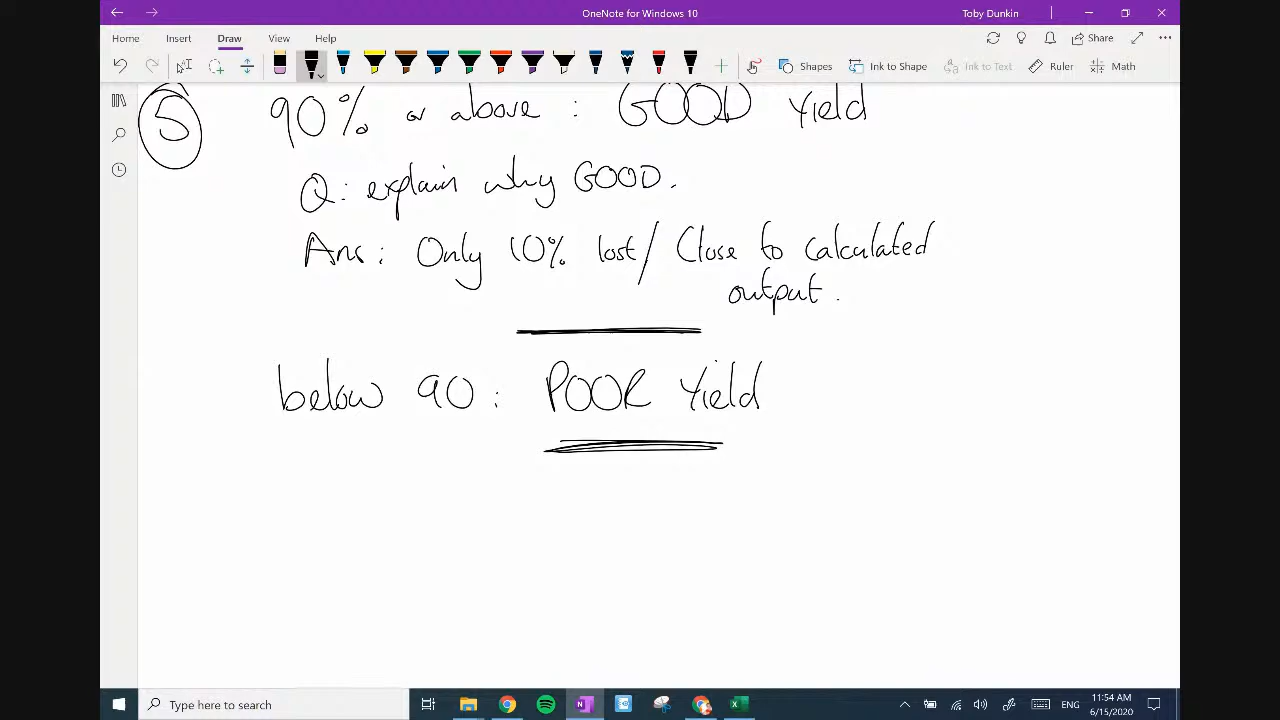 OneNote for Windows 10
Toby Dunkin
Home Insert Draw View Help
Share
Shapes Ink to Shape Ink to Text Ruler Math
5 90% or above : GOOD Yield
Q: explain why GOOD.
Ans: Only 10% lost/ Close to calculated
output.
below 90: POOR Yield
Type here to search
ENG
11:54 AM
6/15/2020